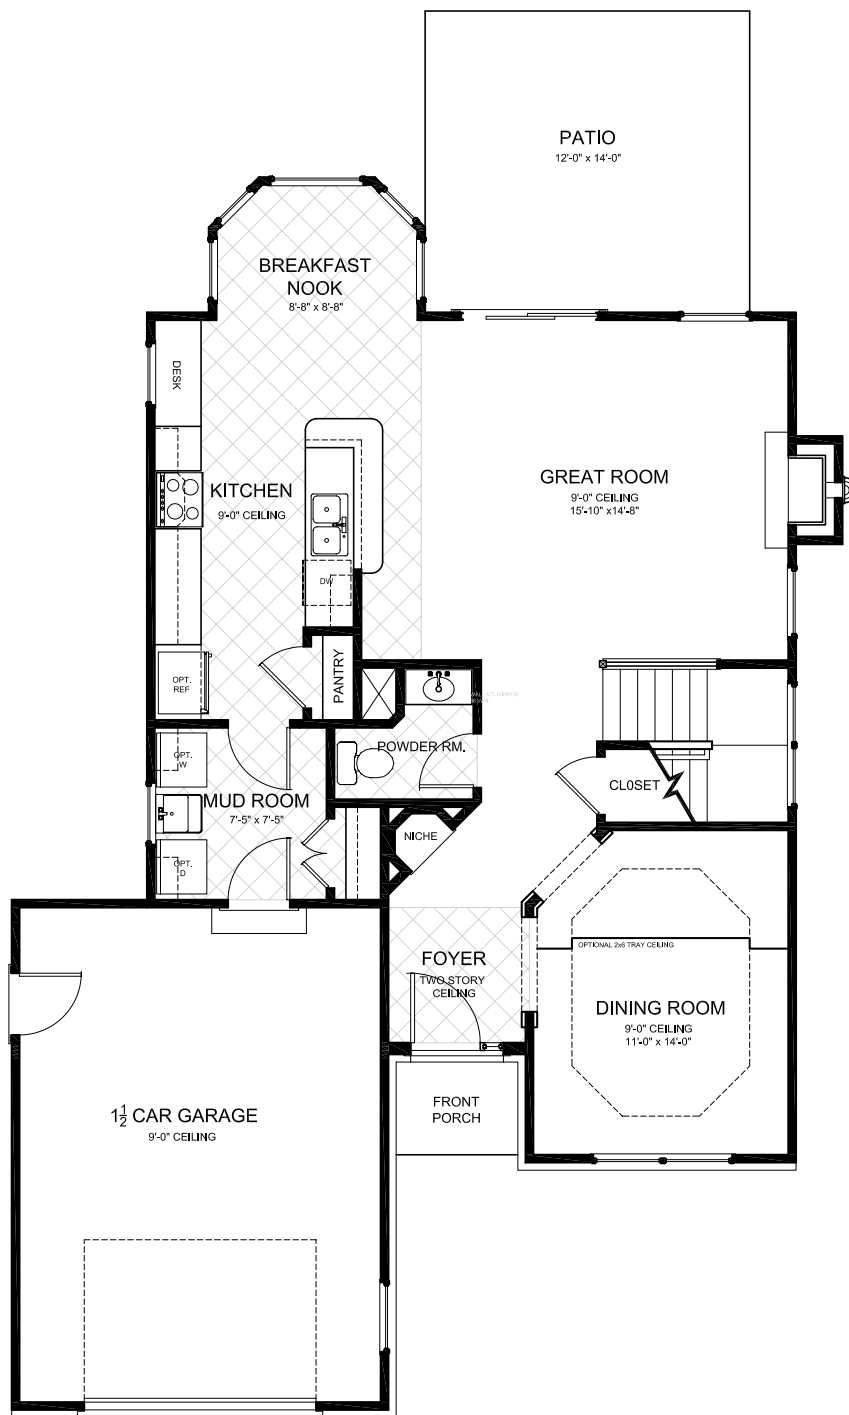 PATIO
12'-0" x 14'-0"
BREAKFAST
NOOK
8'-8" x 8'-8"
DESK
KITCHEN
9'-0" CEILING
GREAT ROOM
9'-0" CEILING
15'-10" x14'-8"
DW
OPT.
REF
PANTRY
POWDER RM.
OPT.
W
MUD ROOM
7'-5" x 7'-5"
OPT.
D
CLOSET
NICHE
OPTIONAL 2x6 TRAY CEILING
FOYER
TWO STORY
CEILING
DINING ROOM
9'-0" CEILING
11'-0" x 14'-0"
FRONT
PORCH
1 1/2 CAR GARAGE
9'-0" CEILING